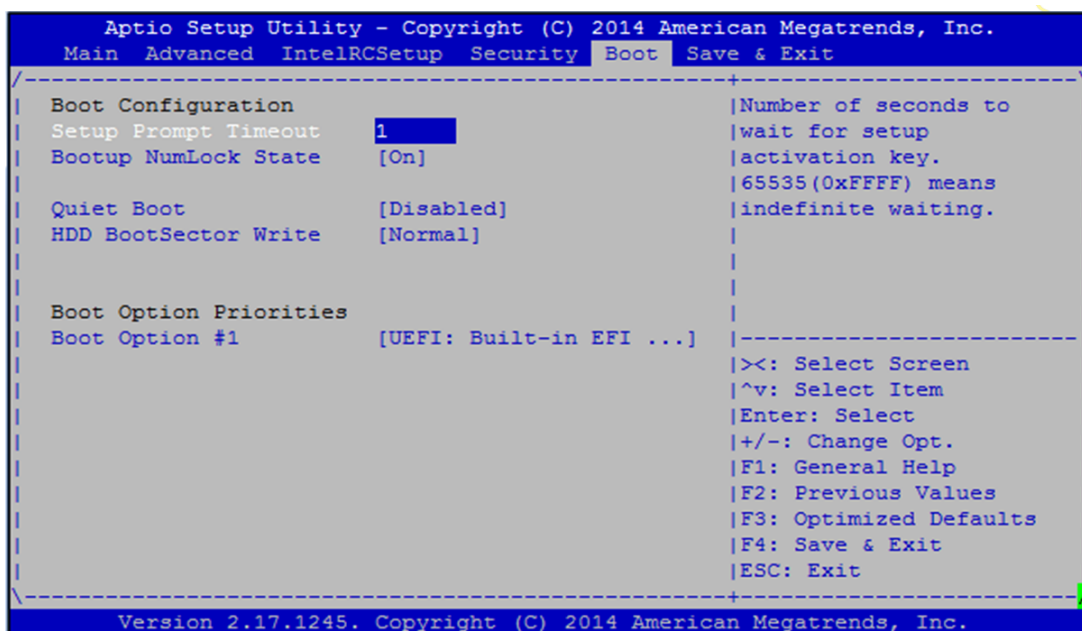 Aptio Setup Utility - Copyright (C) 2014 American Megatrends, Inc.
Main Advanced IntelRCSetup Security Boot Save & Exit
/----------------------------------------------------+-------------------------\
| Boot Configuration |Number of seconds to
| Setup Prompt Timeout 1 |wait for setup
| Bootup NumLock State [On] |activation key.
| |65535(0xFFFF) means
| Quiet Boot [Disabled] |indefinite waiting.
| HDD BootSector Write [Normal] |
| |
| |
| Boot Option Priorities |
| Boot Option #1 [UEFI: Built-in EFI ...] |-------------------------
| |><: Select Screen
| |^v: Select Item
| |Enter: Select
| |+/-: Change Opt.
| |F1: General Help
| |F2: Previous Values
| |F3: Optimized Defaults
| |F4: Save & Exit
| |ESC: Exit
\----------------------------------------------------+-------------------------/
Version 2.17.1245. Copyright (C) 2014 American Megatrends, Inc.